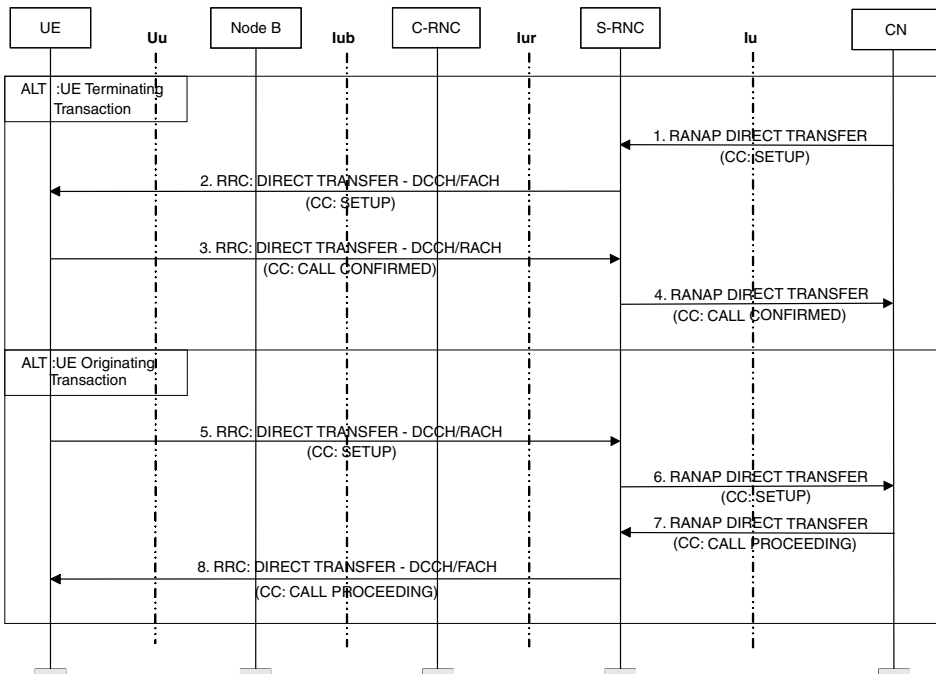 UE
Uu
Node B
Iub
C-RNC
Iur
S-RNC
Iu
CN
ALT :UE Terminating
Transaction
1. RANAP DIRECT TRANSFER
(CC: SETUP)
2. RRC: DIRECT TRANSFER - DCCH/FACH
(CC: SETUP)
3. RRC: DIRECT TRANSFER - DCCH/RACH
(CC: CALL CONFIRMED)
4. RANAP DIRECT TRANSFER
(CC: CALL CONFIRMED)
ALT :UE Originating
Transaction
5. RRC: DIRECT TRANSFER - DCCH/RACH
(CC: SETUP)
6. RANAP DIRECT TRANSFER
(CC: SETUP)
7. RANAP DIRECT TRANSFER
(CC: CALL PROCEEDING)
8. RRC: DIRECT TRANSFER - DCCH/FACH
(CC: CALL PROCEEDING)